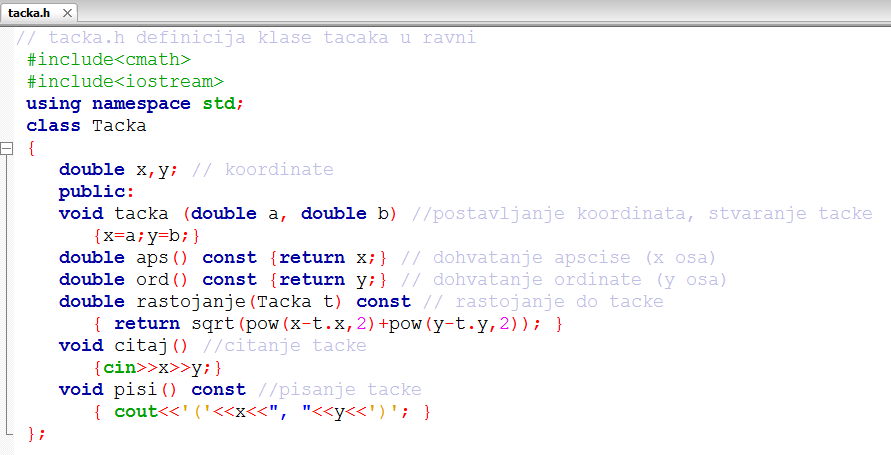 tacka.h
// tacka.h definicija klase tacaka u ravni
#include<cmath>
#include<iostream>
using namespace std;
class Tacka
{
double x,y; // koordinate
public:
void tacka (double a, double b) //postavljanje koordinata, stvaranje tacke
{x=a;y=b;}
double aps() const {return x;} // dohvatanje apscise (x osa)
double ord() const {return y;} // dohvatanje ordinate (y osa)
double rastojanje(Tacka t) const // rastojanje do tacke
{ return sqrt(pow(x-t.x,2)+pow(y-t.y,2)); }
void citaj() //citanje tacke
{cin>>x>>y;}
void pisi() const //pisanje tacke
{ cout<<'('<<x<<", "<<y<<')'; }
};